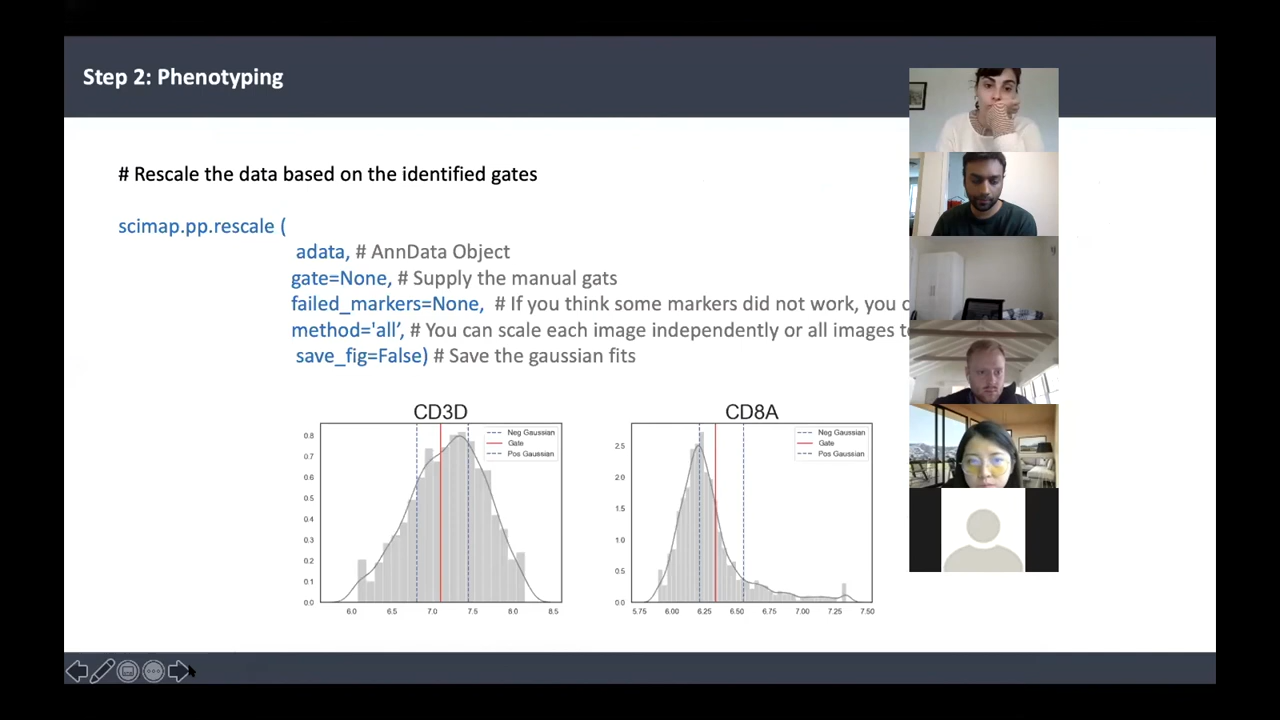 Step 2: Phenotyping
# Rescale the data based on the identified gates
scimap.pp.rescale (
adata, # AnnData Object
gate=None, # Supply the manual gats
failed_markers=None, # If you think some markers did not work, you
method='all’, # You can scale each image independently or all images
save_fig=False) # Save the gaussian fits
CD3D
Neg Gaussian
Gate
Pos Gaussian
0.8
0.7
0.6
0.5
0.4
0.3
0.2
0.1
0.0
6.0 6.5 7.0 7.5 8.0 8.5
CD8A
Neg Gaussian
Gate
Pos Gaussian
2.5
2.0
1.5
1.0
0.5
0.0
5.75 6.00 6.25 6.50 6.75 7.00 7.25 7.50